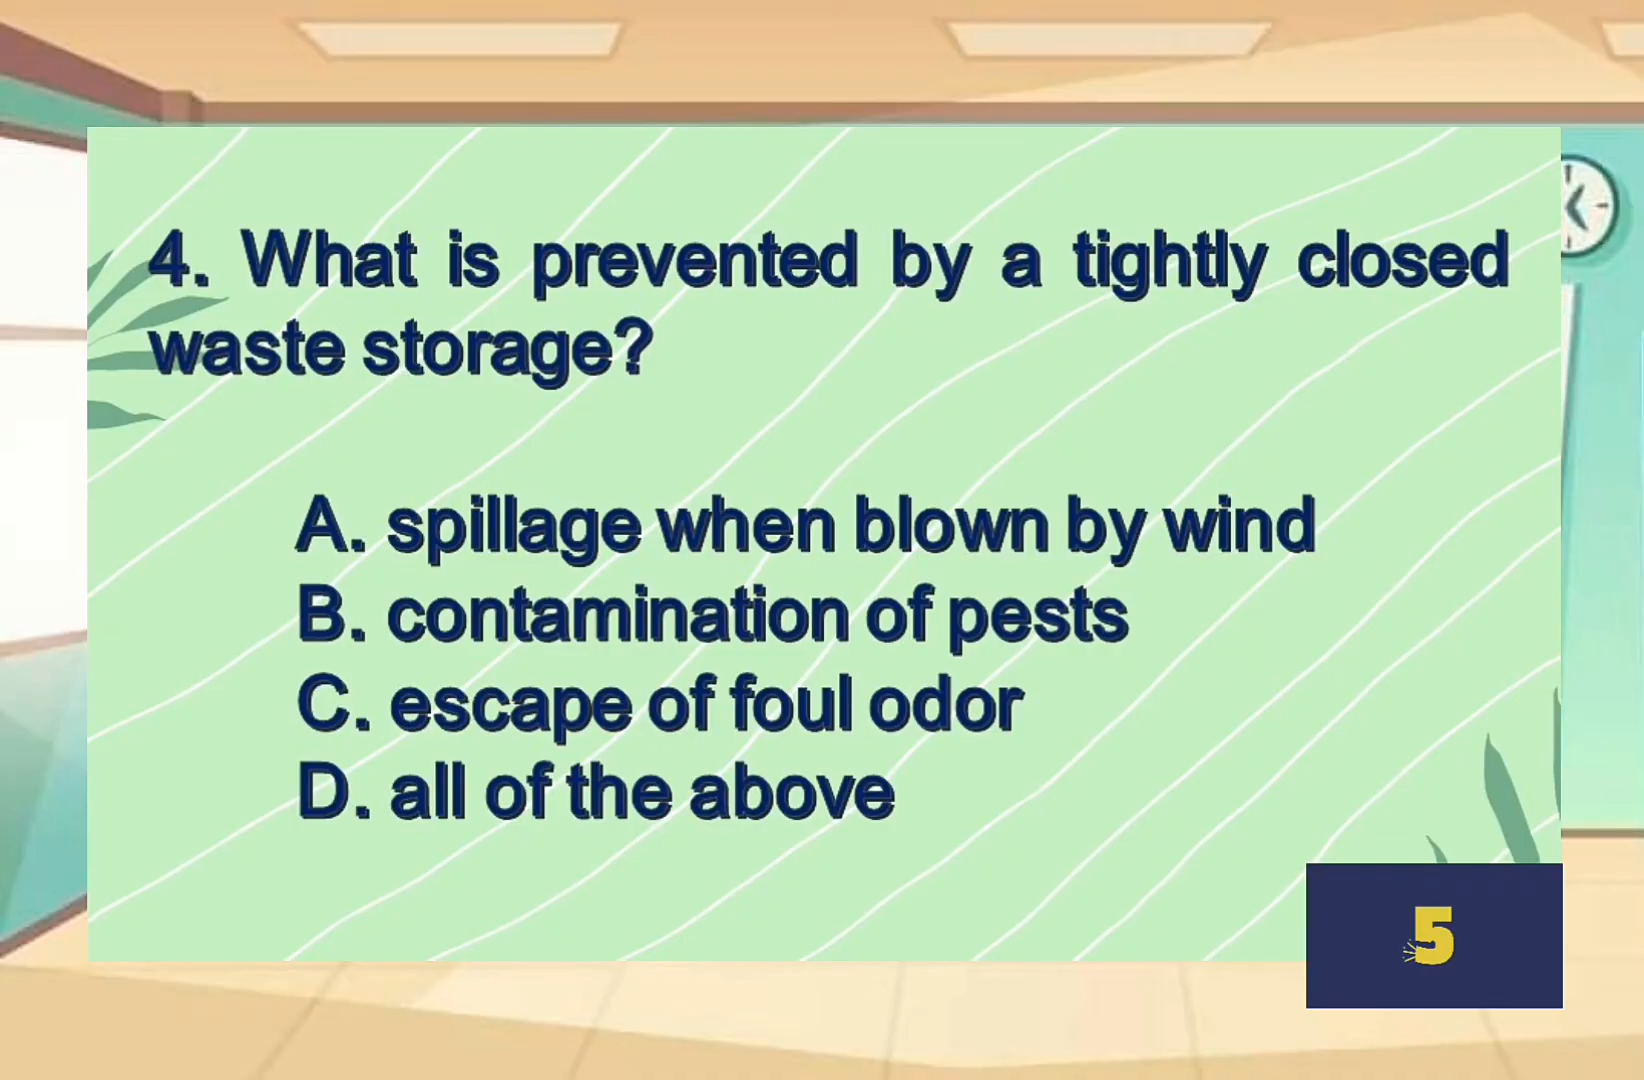 4. What is prevented by a tightly closed
waste storage?
A. spillage when blown by wind
B. contamination of pests
C. escape of foul odor
D. all of the above
5